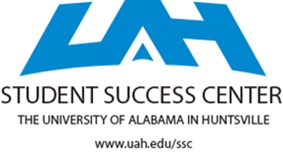 UAH
STUDENT SUCCESS CENTER
THE UNIVERSITY OF ALABAMA IN HUNTSVILLE
www.uah.edu/ssc